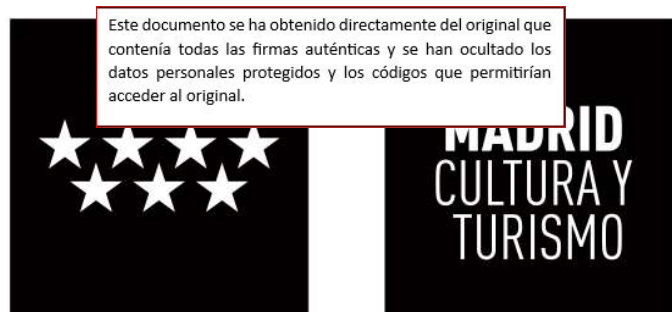 Este documento se ha obtenido directamente del original que
contenía todas las firmas auténticas y se han ocultado los
datos personales protegidos y los códigos que permitirían
acceder al original.
MADRID
CULTURA Y
TURISMO